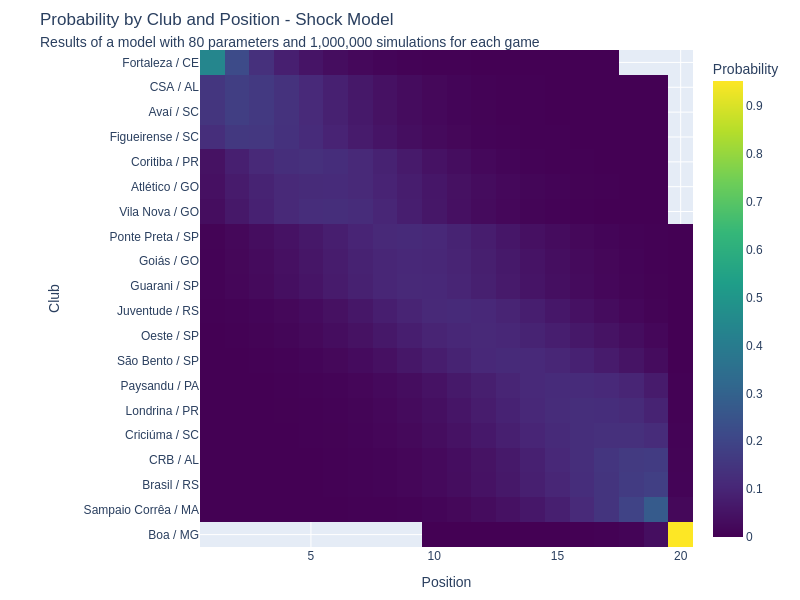 Probability by Club and Position - Shock Model
Results of a model with 80 parameters and 1,000,000 simulations for each game
Probability
Fortaleza / CE
CSA / AL
Avaí / SC
Figueirense / SC
Coritiba / PR
Atlético / GO
Vila Nova / GO
Ponte Preta / SP
Goiás / GO
Guarani / SP
Juventude / RS
Oeste / SP
São Bento / SP
Paysandu / PA
Londrina / PR
Criciúma / SC
CRB / AL
Brasil / RS
Sampaio Corrêa / MA
Boa / MG
Club
5
10
15
20
Position
0.9
0.8
0.7
0.6
0.5
0.4
0.3
0.2
0.1
0